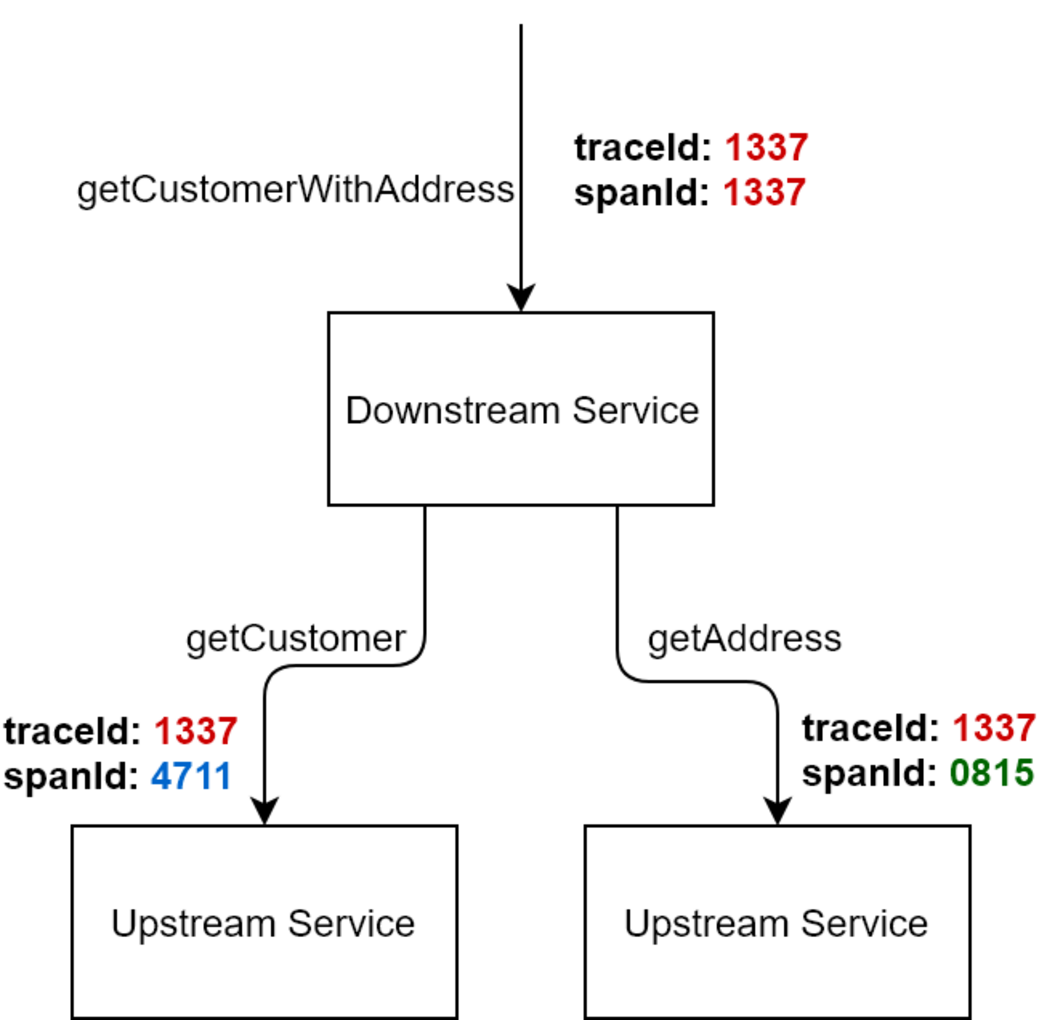 traceId: 1337
spanId: 1337
getCustomerWithAddress
Downstream Service
getCustomer
getAddress
traceId: 1337
spanId: 4711
traceId: 1337
spanId: 0815
Upstream Service
Upstream Service